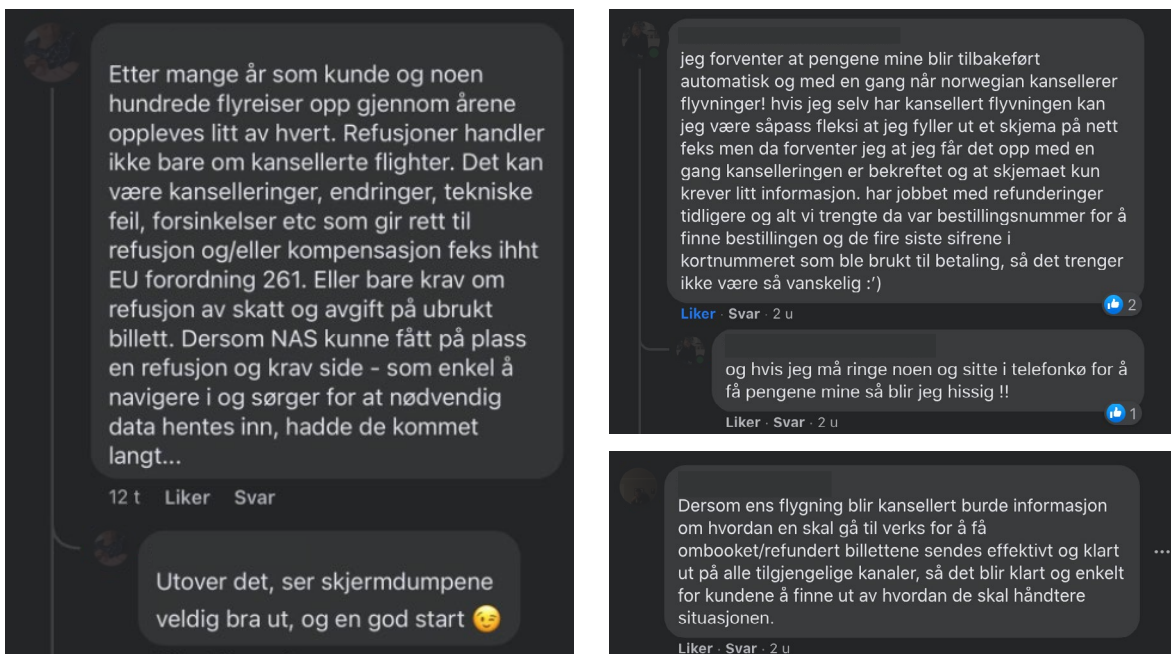 Etter mange år som kunde og noen
hundrede flyreiser opp gjennom årene
oppleves litt av hvert. Refusjoner handler
ikke bare om kansellerte flighter. Det kan
være kanselleringer, endringer, tekniske
feil, forsinkelser etc som gir rett til
refusjon og/eller kompensasjon feks ihht
EU forordning 261. Eller bare krav om
refusjon av skatt og avgift på ubrukt
billett. Dersom NAS kunne fått på plass
en refusjon og krav side - som enkel å
navigere i og sørger for at nødvendig
data hentes inn, hadde de kommet
langt...
12 t Liker Svar
Utover det, ser skjermdumpene
veldig bra ut, og en god start 😉
jeg forventer at pengene mine blir tilbakeført
automatisk og med en gang når norwegian kansellerer
flyvninger! hvis jeg selv har kansellert flyvningen kan
jeg være såpass fleksi at jeg fyller ut et skjema på nett
feks men da forventer jeg at jeg får det opp med en
gang kanselleringen er bekreftet og at skjemaet kun
krever litt informasjon. har jobbet med refunderinger
tidligere og alt vi trengte da var bestillingsnummer for å
finne bestillingen og de fire siste sifrene i
kortnummeret som ble brukt til betaling, så det trenger
ikke være så vanskelig :’)
Liker · Svar · 2 u 2
og hvis jeg må ringe noen og sitte i telefonkø for å
få pengene mine så blir jeg hissig !!
Liker · Svar · 2 u 1
Dersom ens flygning blir kansellert burde informasjon
om hvordan en skal gå til verks for å få
ombooket/refundert billettene sendes effektivt og klart
ut på alle tilgjengelige kanaler, så det blir klart og enkelt
for kundene å finne ut av hvordan de skal håndtere
situasjonen.
Liker · Svar · 2 u